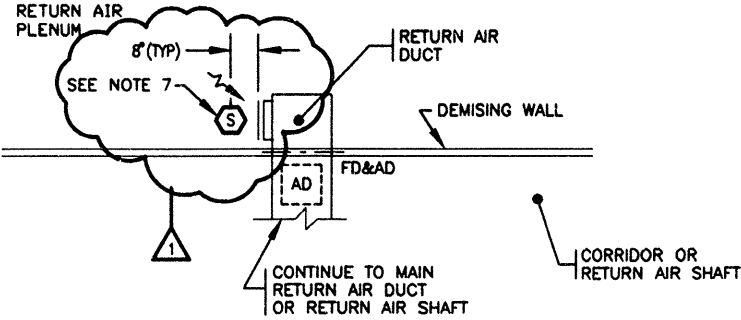 RETURN AIR
PLENUM
8"(TYP)
RETURN AIR
DUCT
SEE NOTE 7
S
DEMISING WALL
FD&AD
AD
1
CONTINUE TO MAIN
RETURN AIR DUCT
OR RETURN AIR SHAFT
CORRIDOR OR
RETURN AIR SHAFT